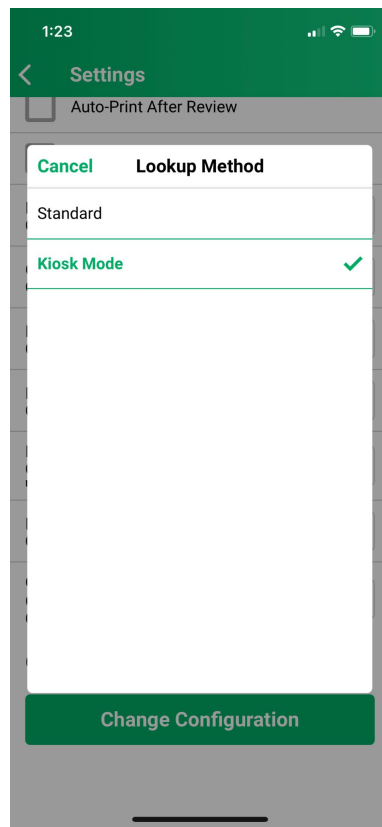 1:23
Settings
Auto-Print After Review
Cancel Lookup Method
Standard
Kiosk Mode
Change Configuration